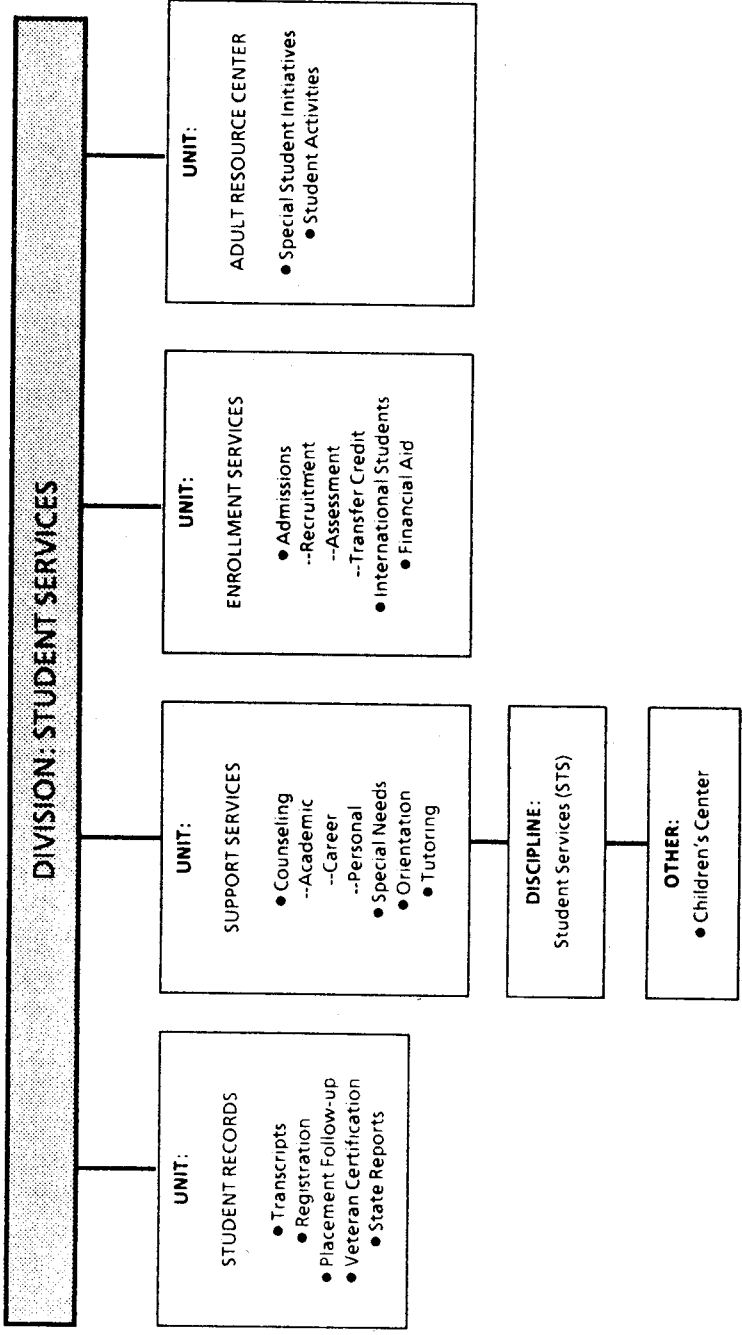 DIVISION: STUDENT SERVICES
UNIT:
STUDENT RECORDS
● Transcripts
● Registration
● Placement Follow-up
● Veteran Certification
● State Reports
UNIT:
SUPPORT SERVICES
● Counseling
--Academic
--Career
--Personal
● Special Needs
● Orientation
● Tutoring
DISCIPLINE:
Student Services (STS)
OTHER:
● Children's Center
UNIT:
ENROLLMENT SERVICES
● Admissions
--Recruitment
--Assessment
--Transfer Credit
● International Students
● Financial Aid
UNIT:
ADULT RESOURCE CENTER
● Special Student Initiatives
● Student Activities